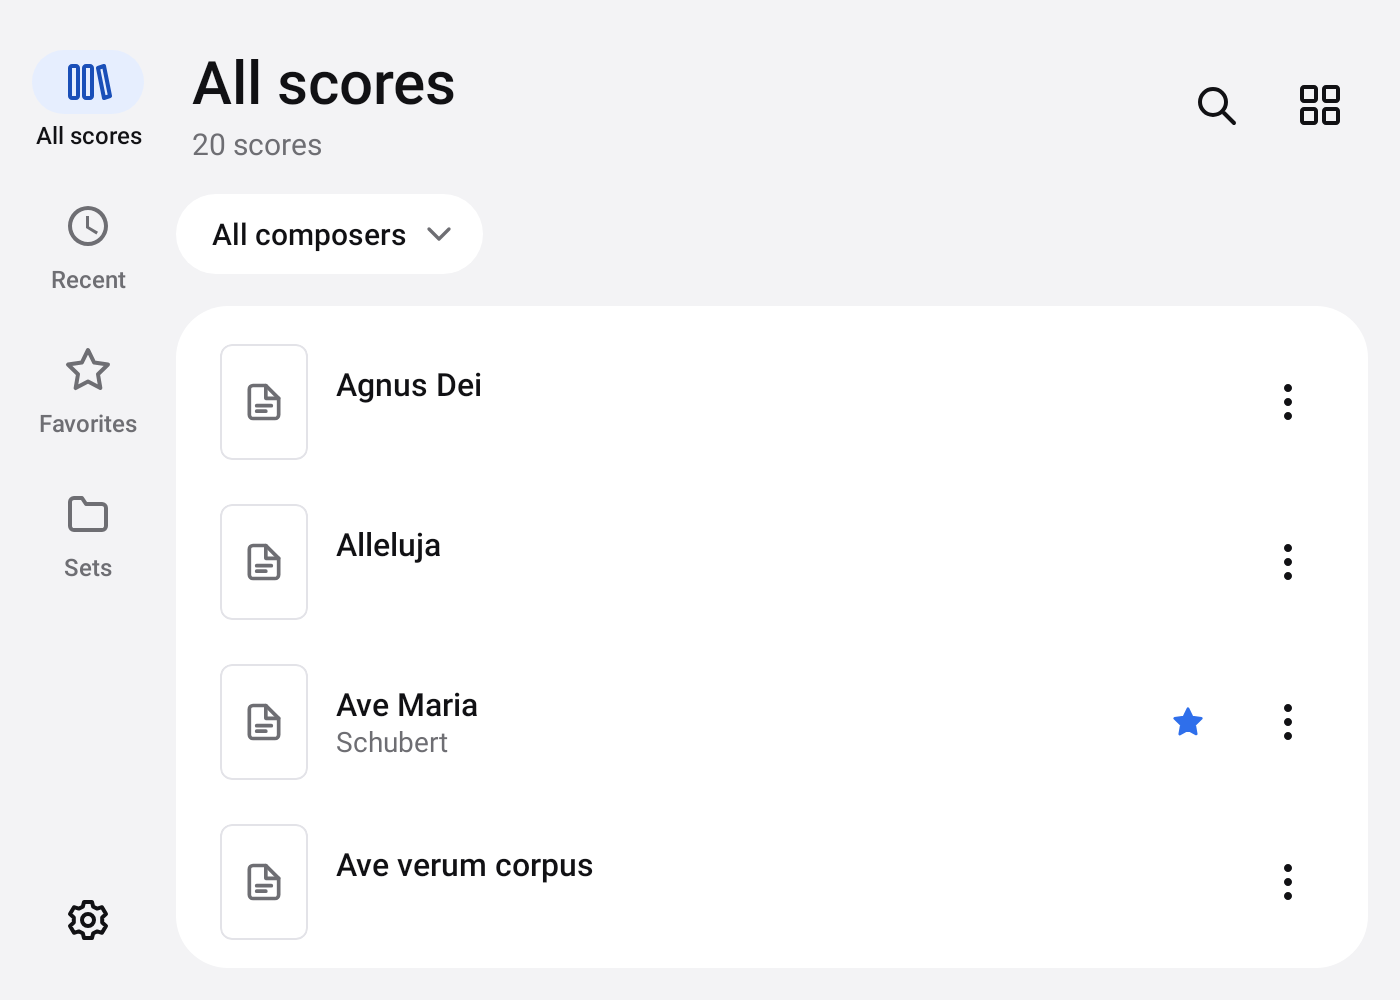 All scores
20 scores
All scores
Recent
Favorites
Sets
All composers
Agnus Dei
Alleluja
Ave Maria
Schubert
Ave verum corpus